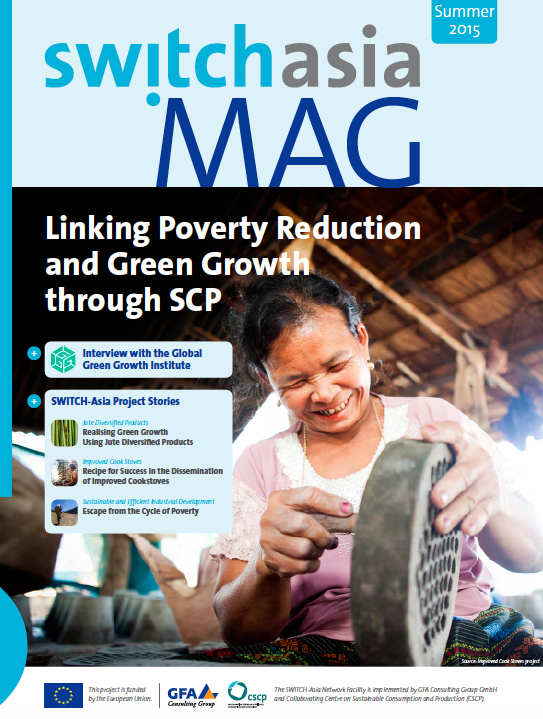 Summer
2015
switchasia
MAG
Linking Poverty Reduction
and Green Growth
through SCP
+
Interview with the Global
Green Growth Institute
+
SWITCH-Asia Project Stories
Jute Diversified Products
Realising Green Growth
Using Jute Diversified Products
Improved Cook Stoves
Recipe for Success in the Dissemination
of Improved Cookstoves
Sustainable and Efficient Industrial Development
Escape from the Cycle of Poverty
Source: Improved Cook Stoves project
This project is funded
by the European Union.
GFA
Consulting Group
cscp
The SWITCH-Asia Network Facility is implemented by GFA Consulting Group GmbH
and Collaborating Centre on Sustainable Consumption and Production (CSCP).